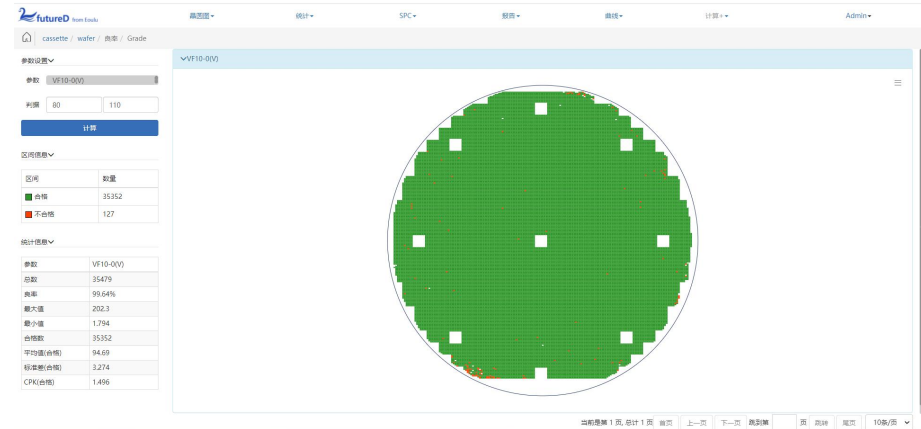 futureD from Eoulu
晶圆图 统计 SPC 报告 曲线 计算+ Admin
cassette / wafer / 良率 / Grade
参数设置
参数 VF10-0(V)
判据 80 110
计算
区间信息
区间 数量
合格 35352
不合格 127
统计信息
参数 VF10-0(V)
总数 35479
良率 99.64%
最大值 202.3
最小值 1.794
合格数 35352
平均值(合格) 94.69
标准差(合格) 3.274
CPK(合格) 1.496
VF10-0(V)
当前是第 1 页, 总计 1 页 首页 上一页 下一页 跳到第 页 跳转 尾页 10条/页